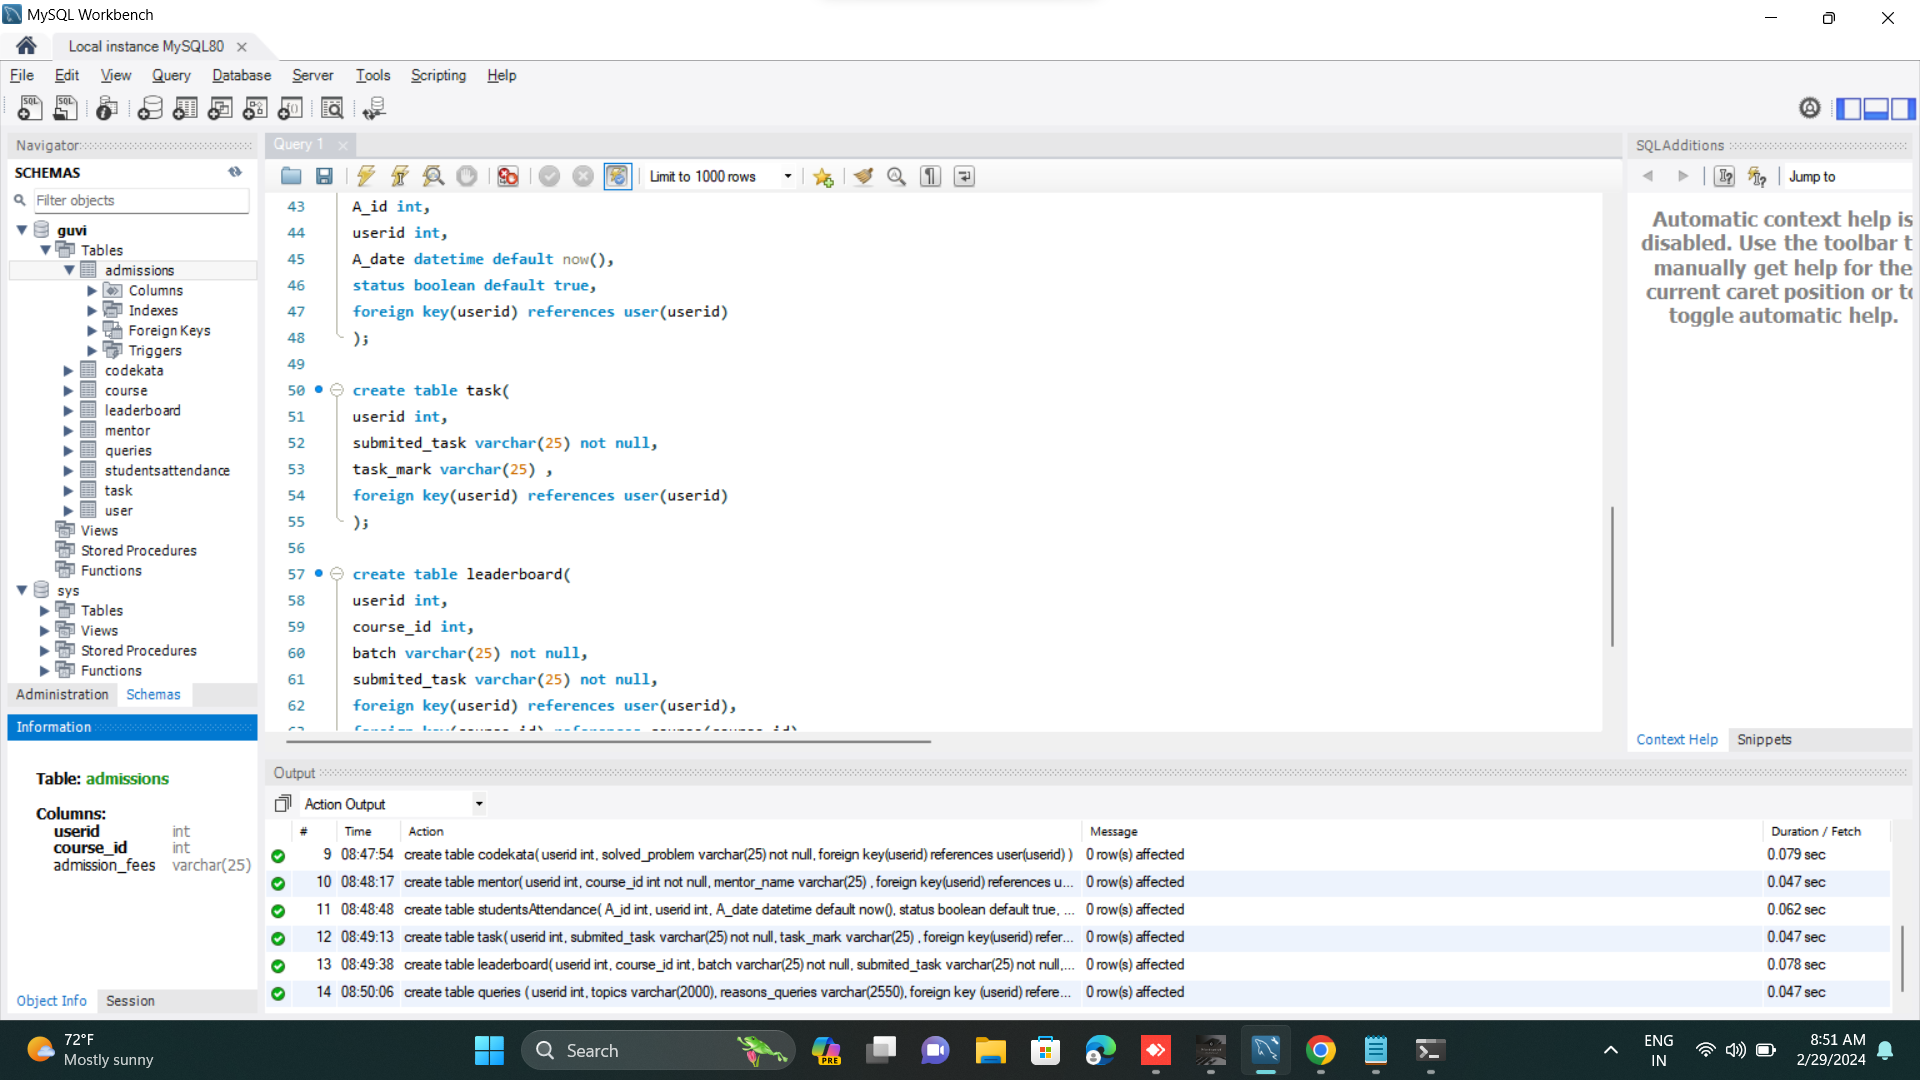 MySQL Workbench
Local instance MySQL80
File Edit View Query Database Server Tools Scripting Help
Navigator
SCHEMAS
Filter objects
guvi
Tables
admissions
Columns
Indexes
Foreign Keys
Triggers
codekata
course
leaderboard
mentor
queries
studentsattendance
task
user
Views
Stored Procedures
Functions
sys
Tables
Views
Stored Procedures
Functions
Administration Schemas
Information
Table: admissions
Columns:
userid int
course_id int
admission_fees varchar(25)
Object Info Session
Query 1
Limit to 1000 rows
43 A_id int,
44 userid int,
45 A_date datetime default now(),
46 status boolean default true,
47 foreign key(userid) references user(userid)
48 );
49
50 create table task(
51 userid int,
52 submited_task varchar(25) not null,
53 task_mark varchar(25) ,
54 foreign key(userid) references user(userid)
55 );
56
57 create table leaderboard(
58 userid int,
59 course_id int,
60 batch varchar(25) not null,
61 submited_task varchar(25) not null,
62 foreign key(userid) references user(userid),
63 foreign key(course_id) references course(course_id)
SQLAdditions
Jump to
Automatic context help is
disabled. Use the toolbar t
manually get help for the
current caret position or to
toggle automatic help.
Context Help Snippets
Output
Action Output
# Time Action Message Duration / Fetch
9 08:47:54 create table codekata( userid int, solved_problem varchar(25) not null, foreign key(userid) references user(userid) ) 0 row(s) affected 0.079 sec
10 08:48:17 create table mentor( userid int, course_id int not null, mentor_name varchar(25) , foreign key(userid) references u... 0 row(s) affected 0.047 sec
11 08:48:48 create table studentsAttendance( A_id int, userid int, A_date datetime default now(), status boolean default true, ... 0 row(s) affected 0.062 sec
12 08:49:13 create table task( userid int, submited_task varchar(25) not null, task_mark varchar(25) , foreign key(userid) refer... 0 row(s) affected 0.047 sec
13 08:49:38 create table leaderboard( userid int, course_id int, batch varchar(25) not null, submited_task varchar(25) not null,... 0 row(s) affected 0.078 sec
14 08:50:06 create table queries ( userid int, topics varchar(2000), reasons_queries varchar(2550), foreign key (userid) refere... 0 row(s) affected 0.047 sec
72°F
Mostly sunny
Search
PRE
ENG
IN
8:51 AM
2/29/2024